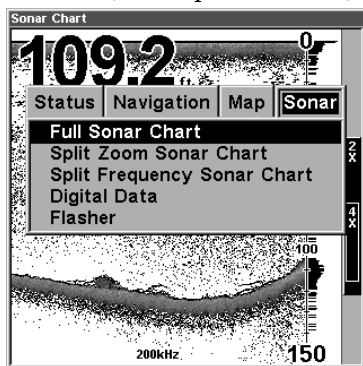 Sonar Chart
0
109.2 ft
Status Navigation Map Sonar
Full Sonar Chart
Split Zoom Sonar Chart
Split Frequency Sonar Chart
Digital Data
Flasher
2X
4X
100
200kHz
150